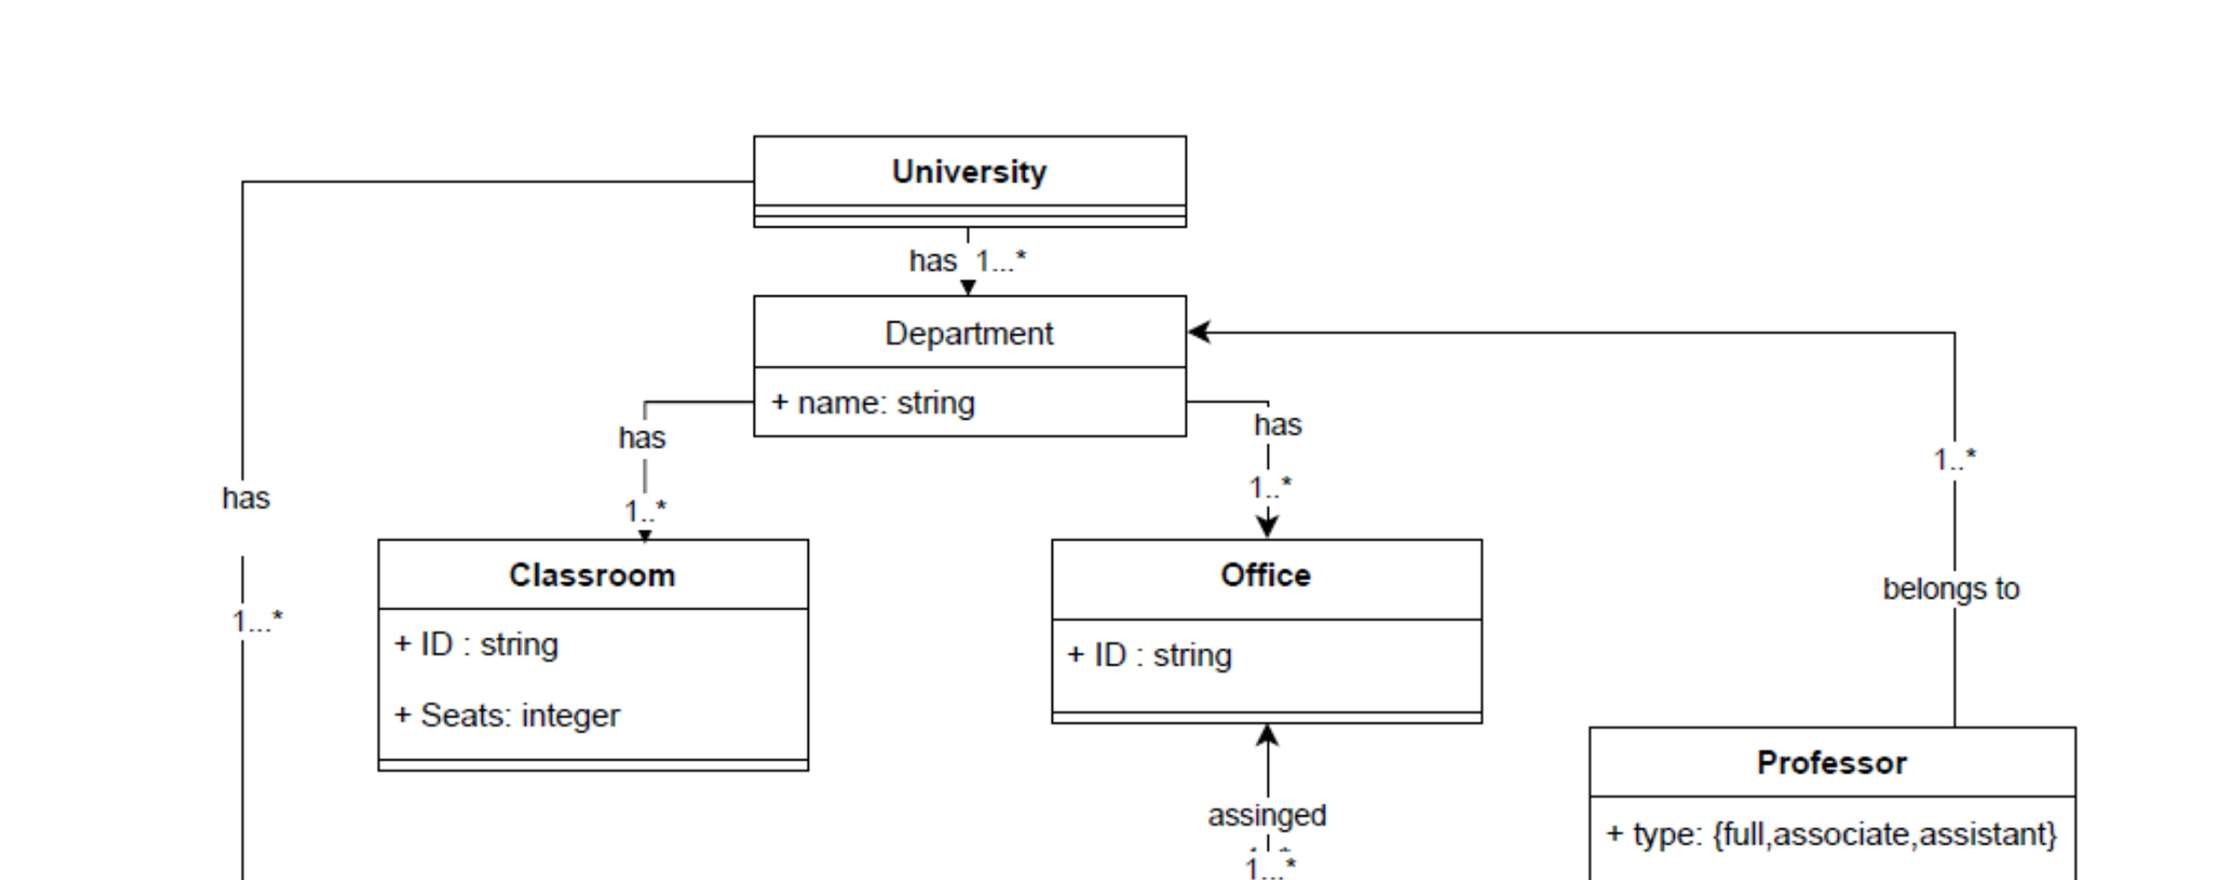 University
has 1...*
Department
+ name: string
has
has
1..*
1..*
has
1..*
Classroom
Office
belongs to
1...*
+ ID : string
+ ID : string
+ Seats: integer
Professor
assinged
+ type: {full,associate,assistant}
1...*